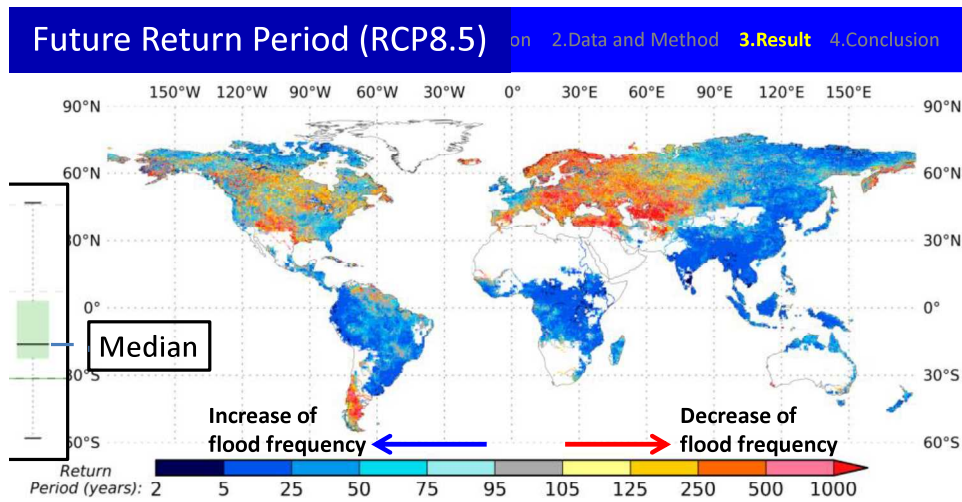 Future Return Period (RCP8.5) on 2.Data and Method 3.Result 4.Conclusion
150°W 120°W 90°W 60°W 30°W 0° 30°E 60°E 90°E 120°E 150°E
90°N 90°N
60°N 60°N
30°N 30°N
0° 0°
Median
30°S 30°S
Increase of
flood frequency
Decrease of
flood frequency
60°S 60°S
Return
Period (years): 2 5 25 50 75 95 105 125 250 500 1000